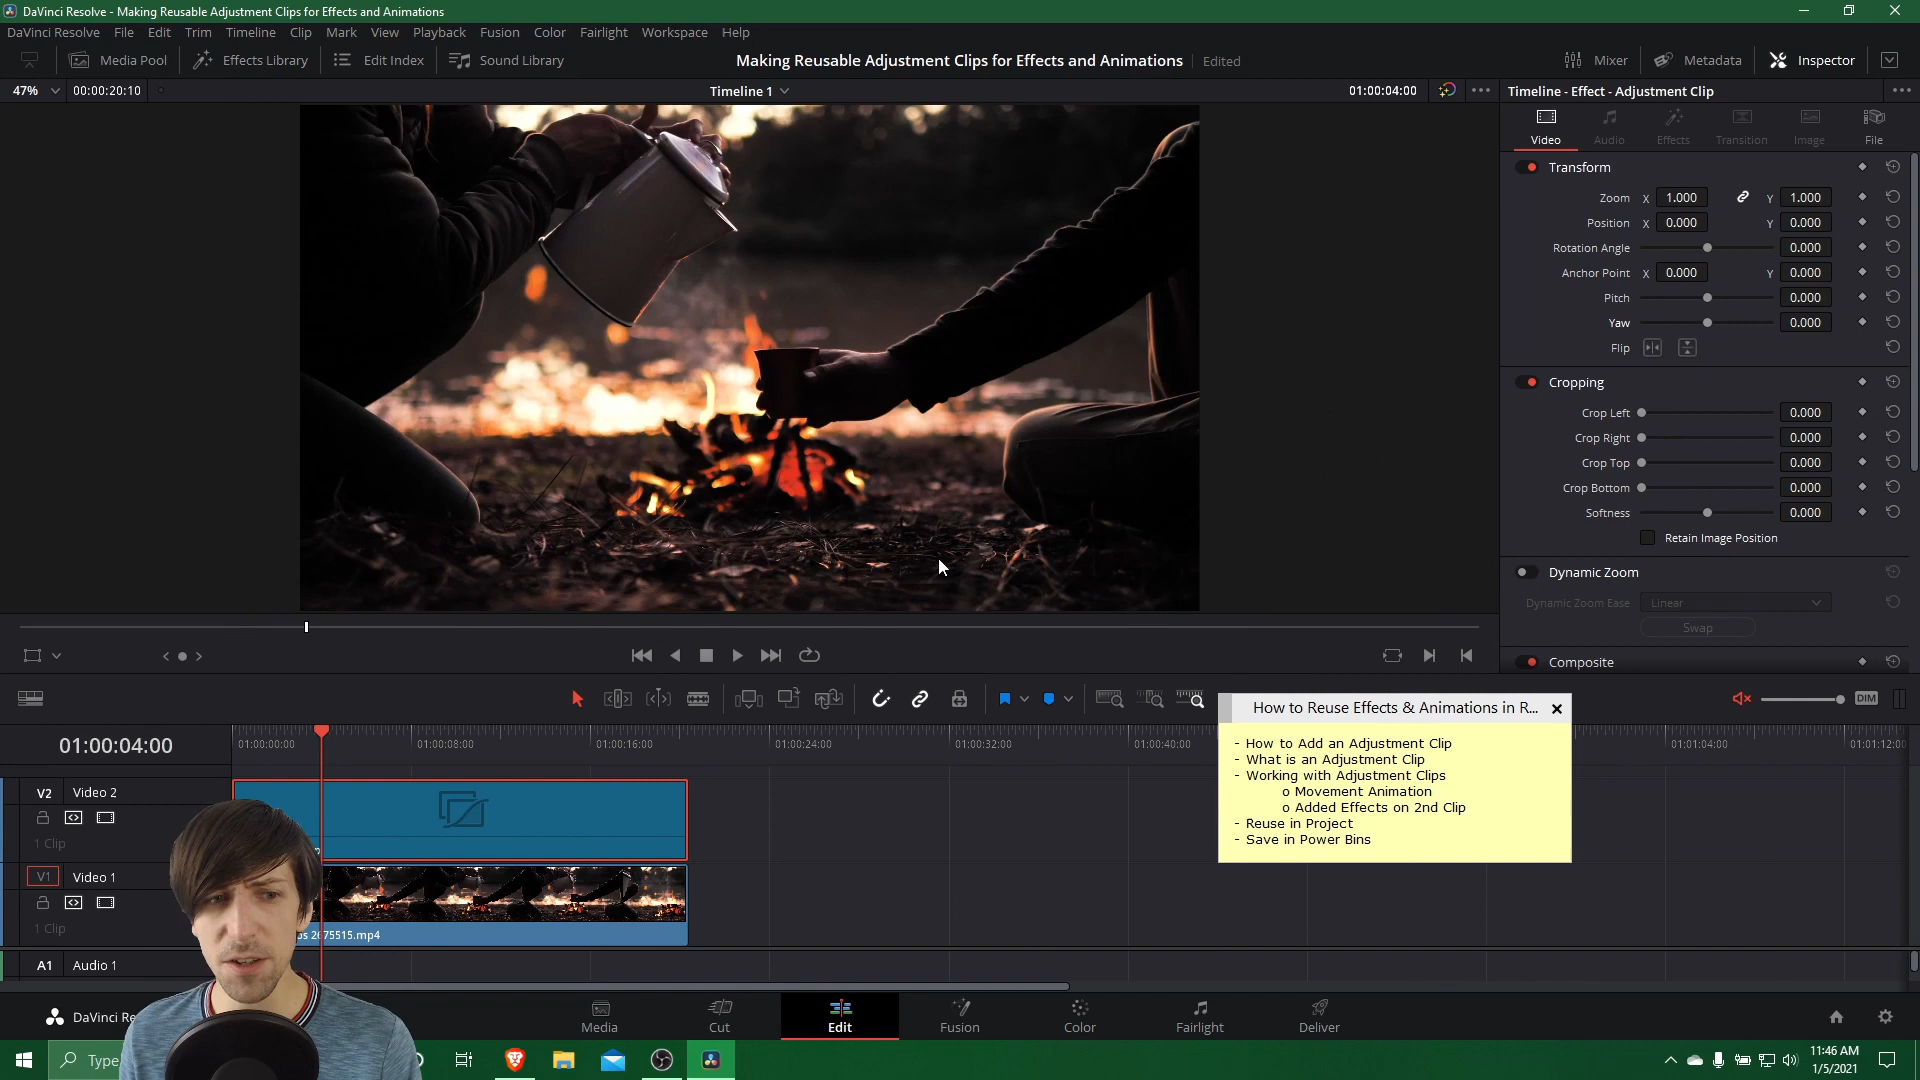 DaVinci Resolve - Making Reusable Adjustment Clips for Effects and Animations
DaVinci Resolve File Edit Trim Timeline Clip Mark View Playback Fusion Color Fairlight Workspace Help
Media Pool Effects Library Edit Index Sound Library Making Reusable Adjustment Clips for Effects and Animations Edited Mixer Metadata Inspector
47% 00:00:20:10 Timeline 1 01:00:04:00 Timeline - Effect - Adjustment Clip
Video Audio Effects Transition Image File
Transform
Zoom X 1.000 Y 1.000
Position X 0.000 Y 0.000
Rotation Angle 0.000
Anchor Point X 0.000 Y 0.000
Pitch 0.000
Yaw 0.000
Flip
Cropping
Crop Left 0.000
Crop Right 0.000
Crop Top 0.000
Crop Bottom 0.000
Softness 0.000
Retain Image Position
Dynamic Zoom
Dynamic Zoom Ease Linear
Swap
Composite
DIM
How to Reuse Effects & Animations in R...
- How to Add an Adjustment Clip
- What is an Adjustment Clip
- Working with Adjustment Clips
o Movement Animation
o Added Effects on 2nd Clip
- Reuse in Project
- Save in Power Bins
01:00:04:00 01:00:00:00 01:00:08:00 01:00:16:00 01:00:24:00 01:00:32:00 01:00:40:00 01:01:04:00 01:01:12:00
V2 Video 2
1 Clip
V1 Video 1
1 Clip
2675515.mp4
A1 Audio 1
DaVinci Re
Media Cut Edit Fusion Color Fairlight Deliver
Type
11:46 AM
1/5/2021